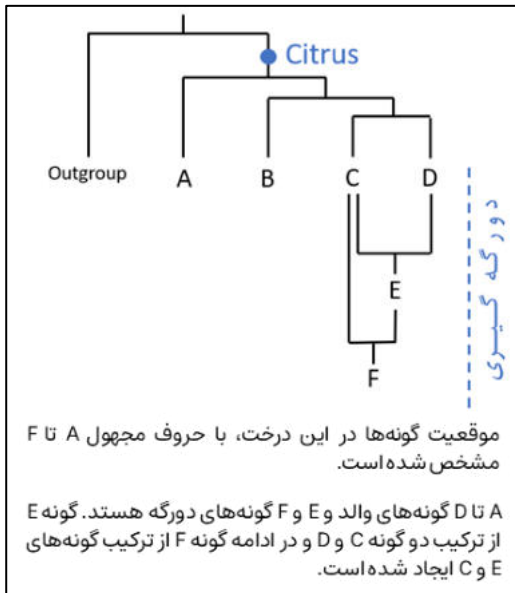 Citrus
Outgroup
A
B
C
D
دورگه گیری
E
F
موقعیت گونه‌ها در این درخت، با حروف مجهول A تا F
مشخص شده‌است.
A تا D گونه‌های والد و E و F گونه‌های دورگه هستند. گونه E
از ترکیب دو گونه C و D و در ادامه گونه F از ترکیب گونه‌های
E و C ایجاد شده‌است.